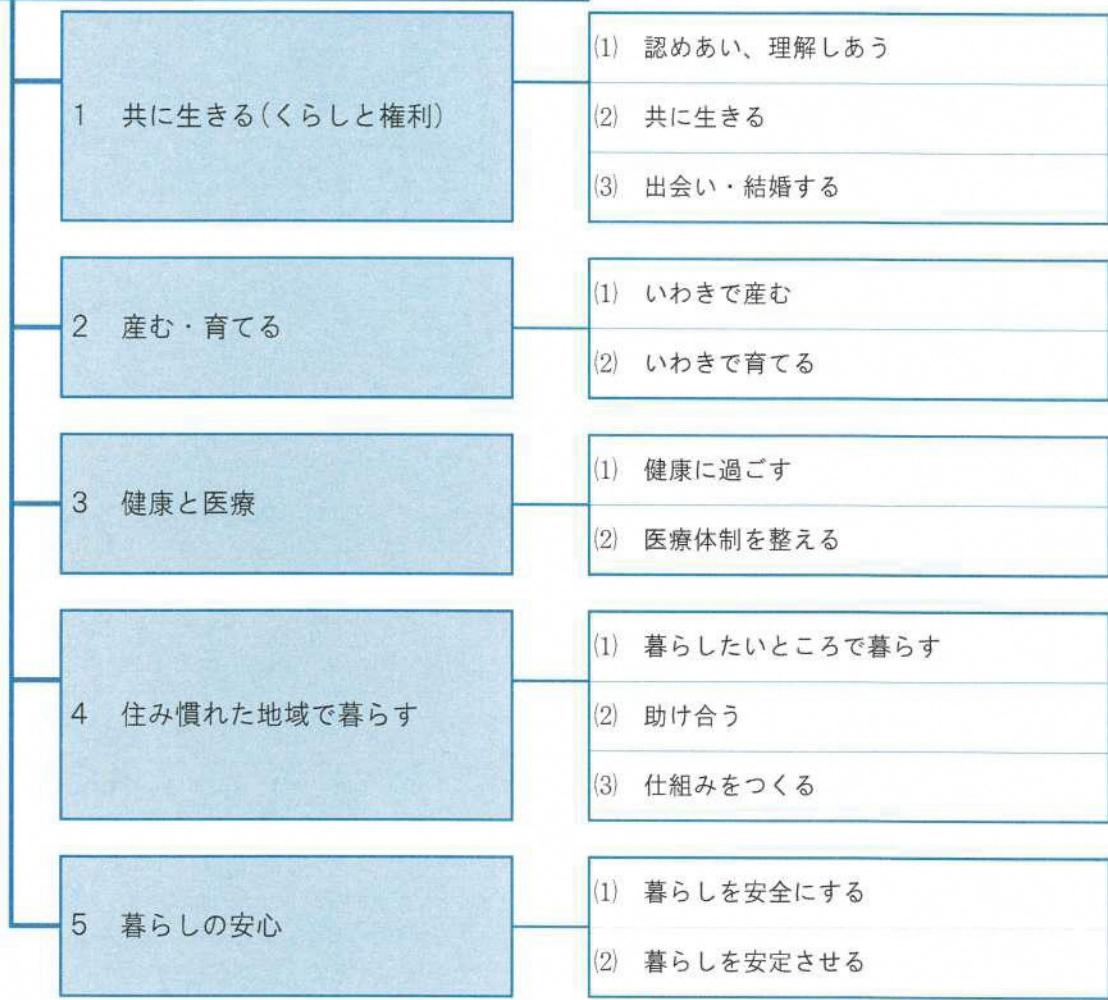 1 共に生きる(くらしと権利)
(1) 認めあい、理解しあう
(2) 共に生きる
(3) 出会い・結婚する
2 産む・育てる
(1) いわきで産む
(2) いわきで育てる
3 健康と医療
(1) 健康に過ごす
(2) 医療体制を整える
4 住み慣れた地域で暮らす
(1) 暮らしたいところで暮らす
(2) 助け合う
(3) 仕組みをつくる
5 暮らしの安心
(1) 暮らしを安全にする
(2) 暮らしを安定させる